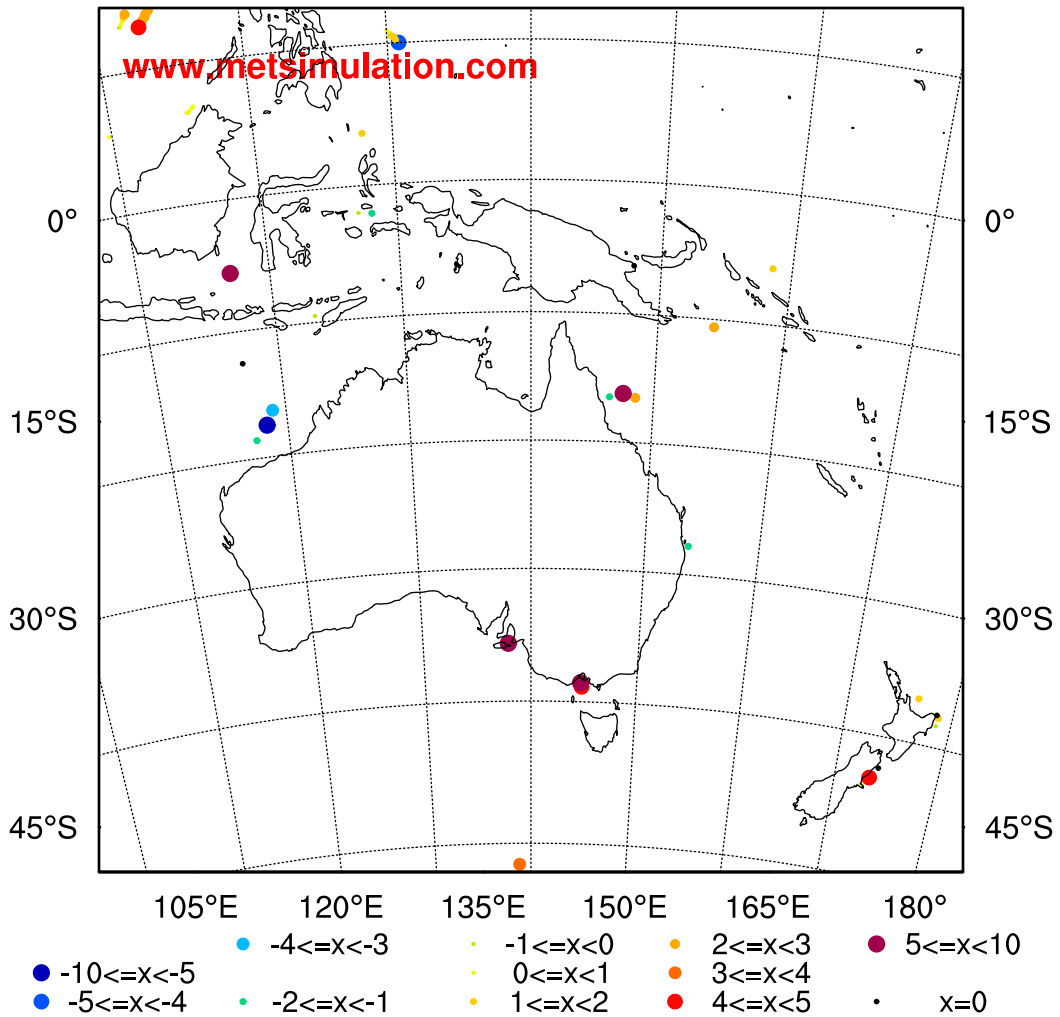 www.metsimulation.com
0° 0°
15°S 15°S
30°S 30°S
45°S 45°S
105°E 120°E 135°E 150°E 165°E 180°
-4<=x<-3 -1<=x<0 2<=x<3 5<=x<10
-10<=x<-5 0<=x<1 3<=x<4
-5<=x<-4 -2<=x<-1 1<=x<2 4<=x<5 x=0